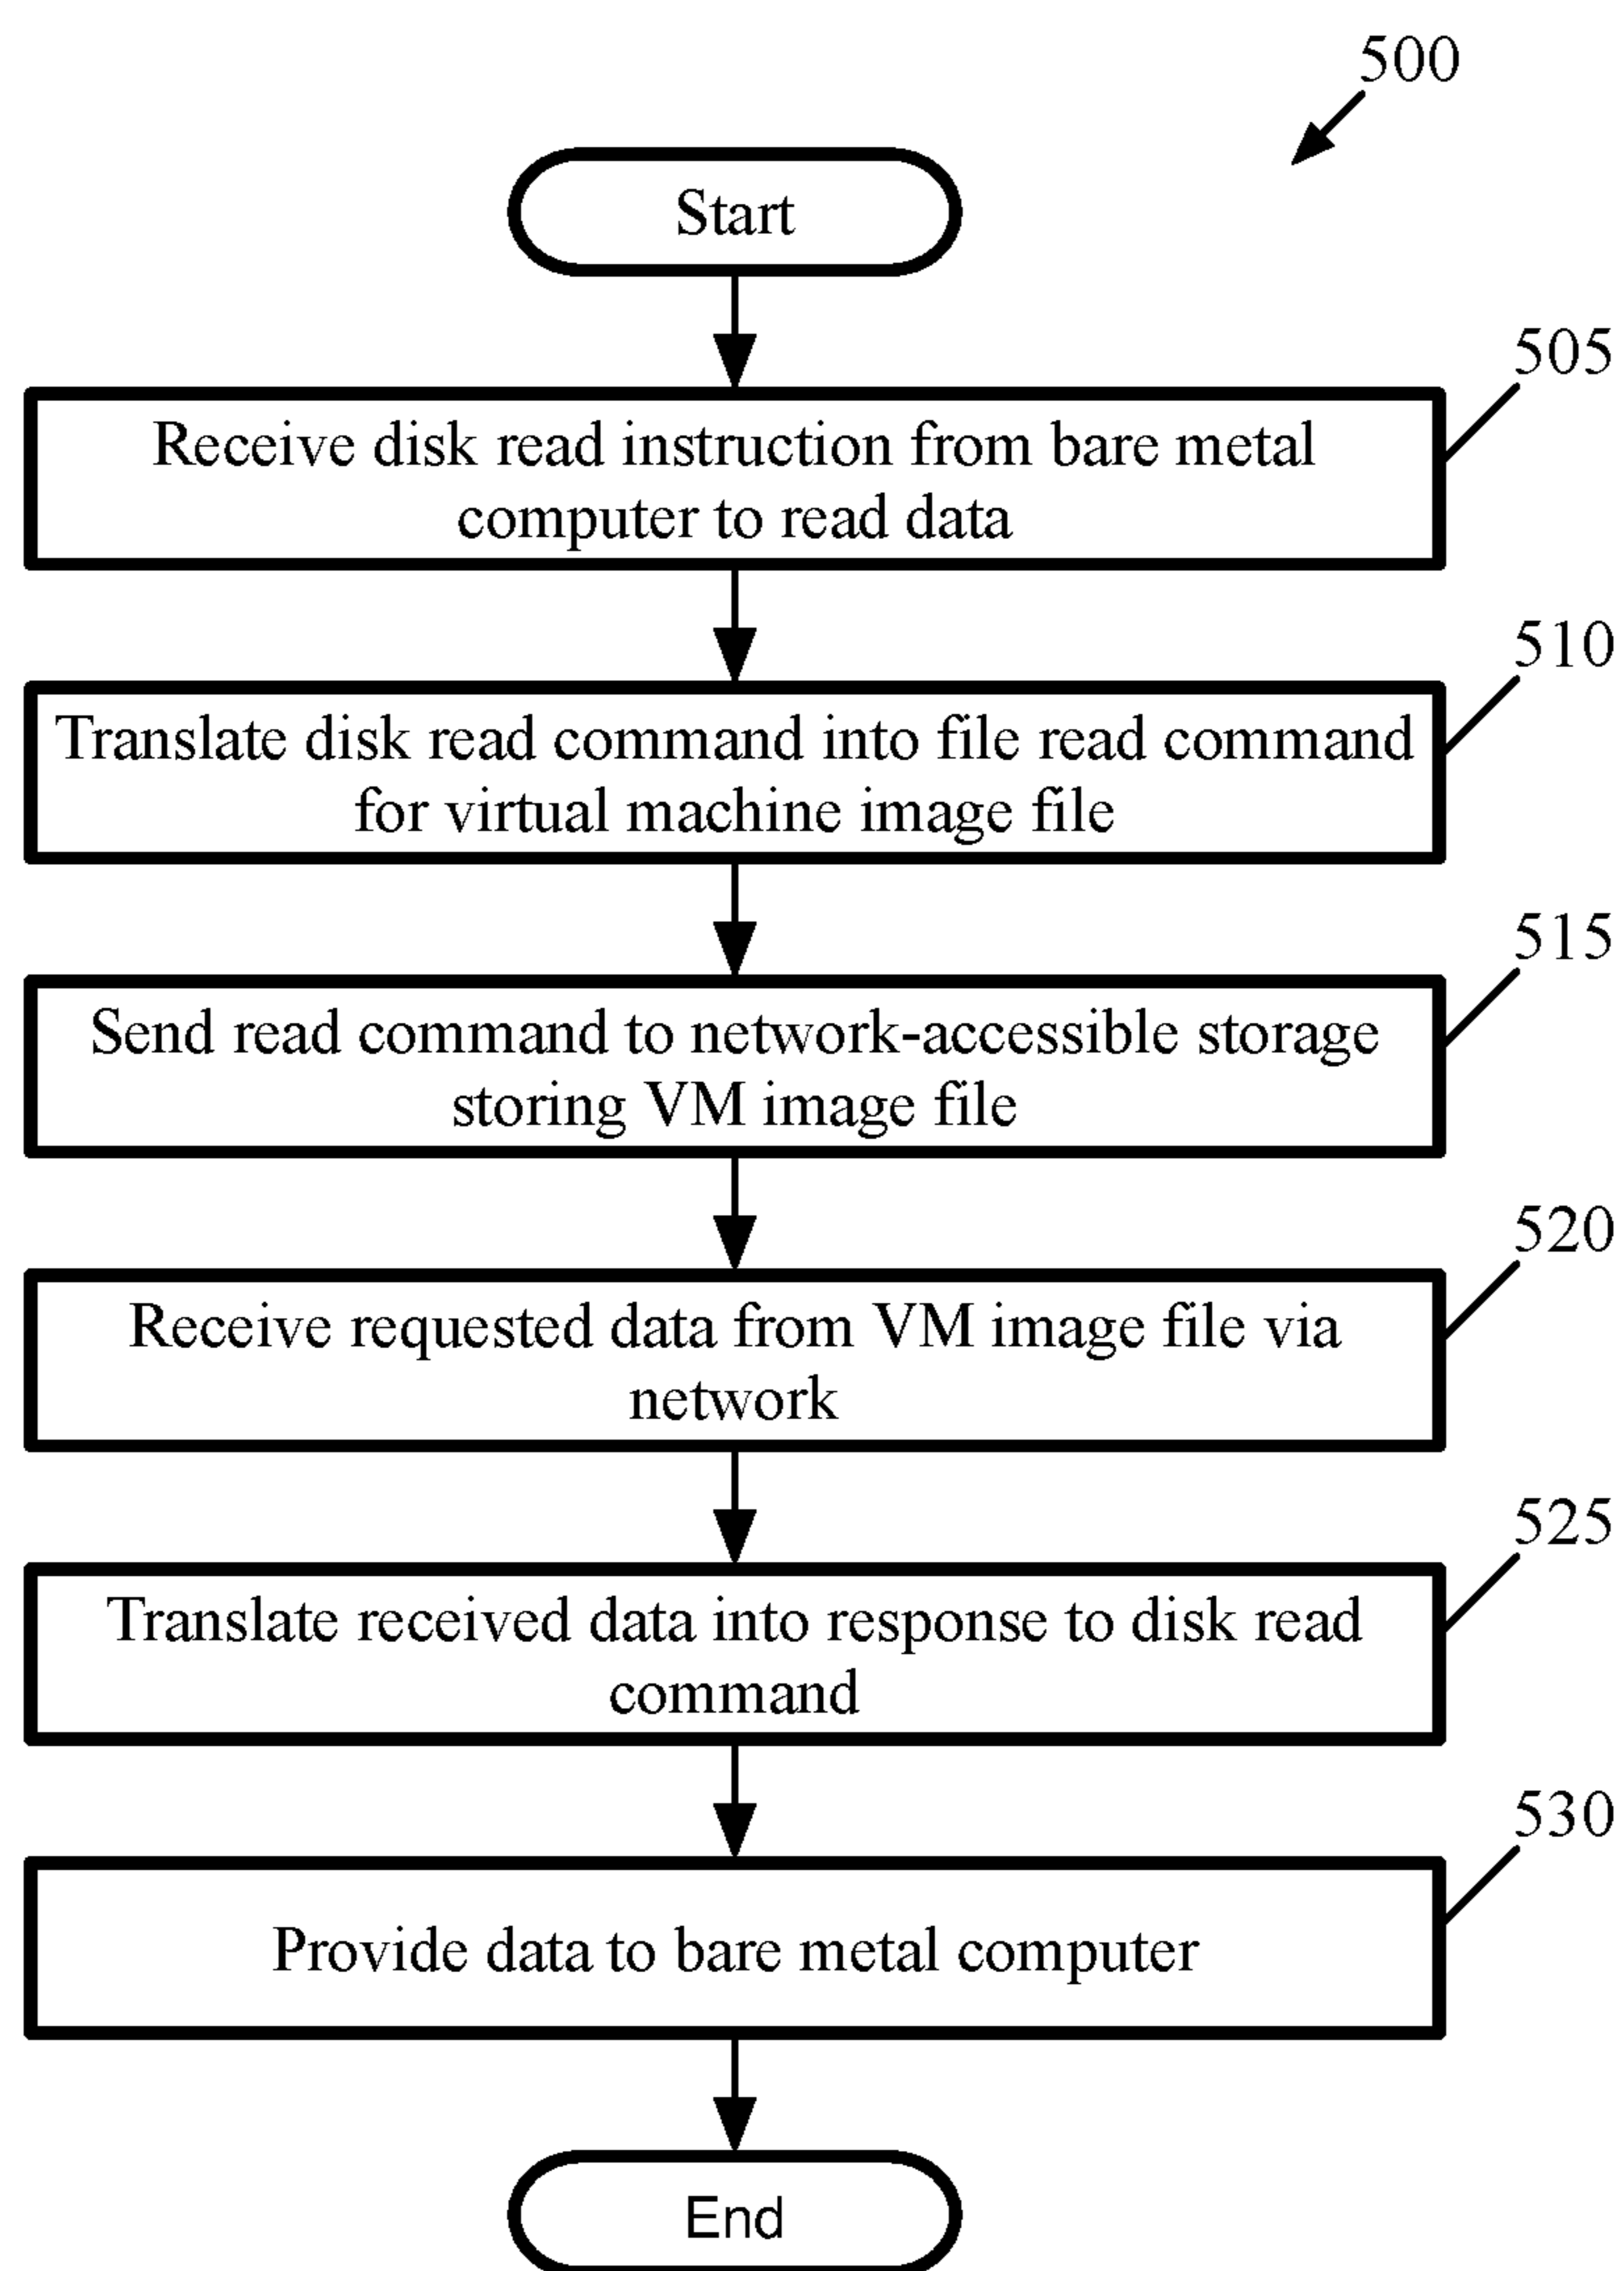 500
Start
505
Receive disk read instruction from bare metal
computer to read data
510
Translate disk read command into file read command
for virtual machine image file
515
Send read command to network-accessible storage
storing VM image file
520
Receive requested data from VM image file via
network
525
Translate received data into response to disk read
command
530
Provide data to bare metal computer
End